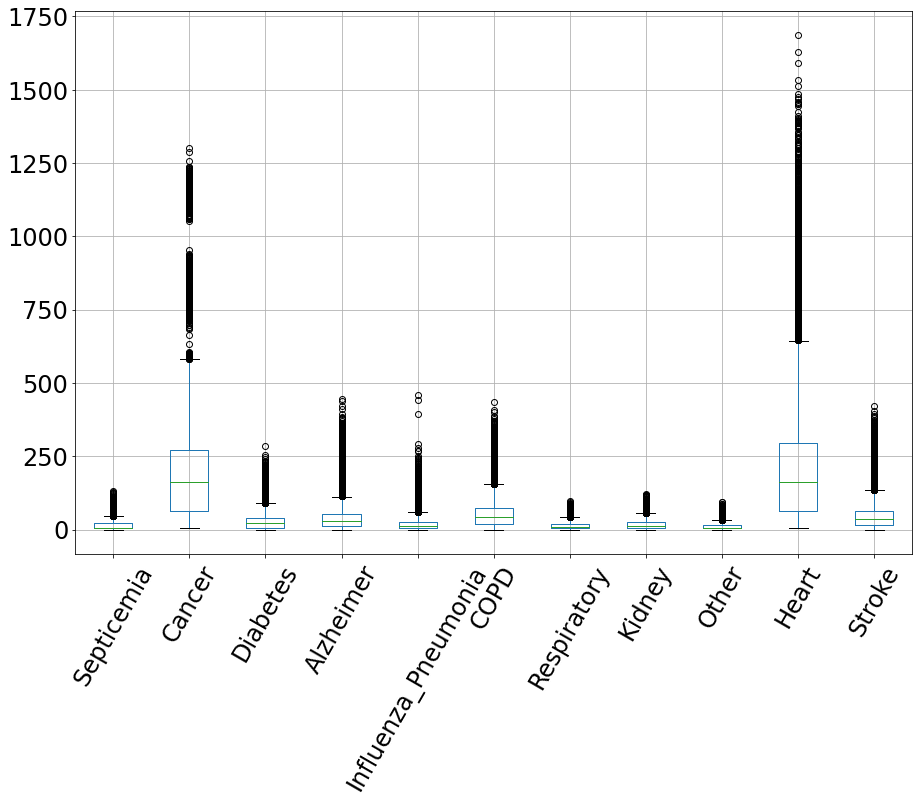 1750
1500
1250
1000
750
500
250
0
Septicemia
Cancer
Diabetes
Alzheimer
Influenza_Pneumonia
COPD
Respiratory
Kidney
Other
Heart
Stroke